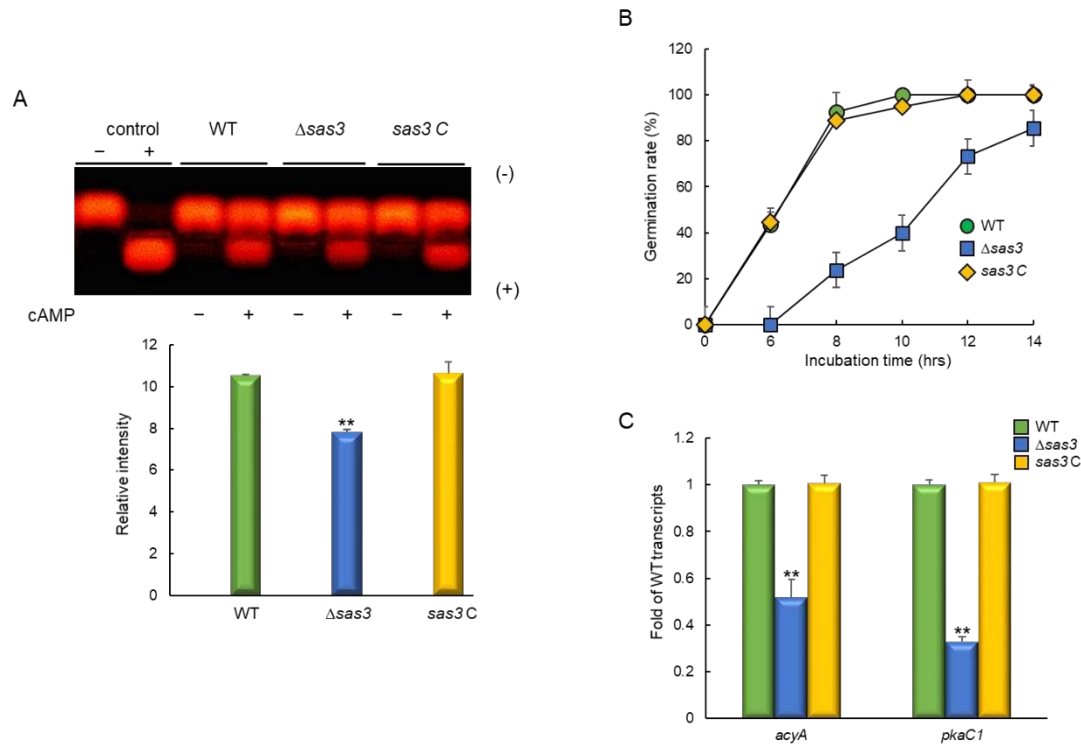 A
control WT Δsas3 sas3 C
– +
(-)
(+)
cAMP – + – + – +
12
10
8
6
4
2
0
Relative intensity
**
WT Δsas3 sas3 C
B
120
100
80
60
40
20
0
Germination rate (%)
WT
Δsas3
sas3 C
0 6 8 10 12 14
Incubation time (hrs)
C
WT
Δsas3
sas3 C
1.2
1
0.8
0.6
0.4
0.2
0
Fold of WT transcripts
** **
acyA pkaC1